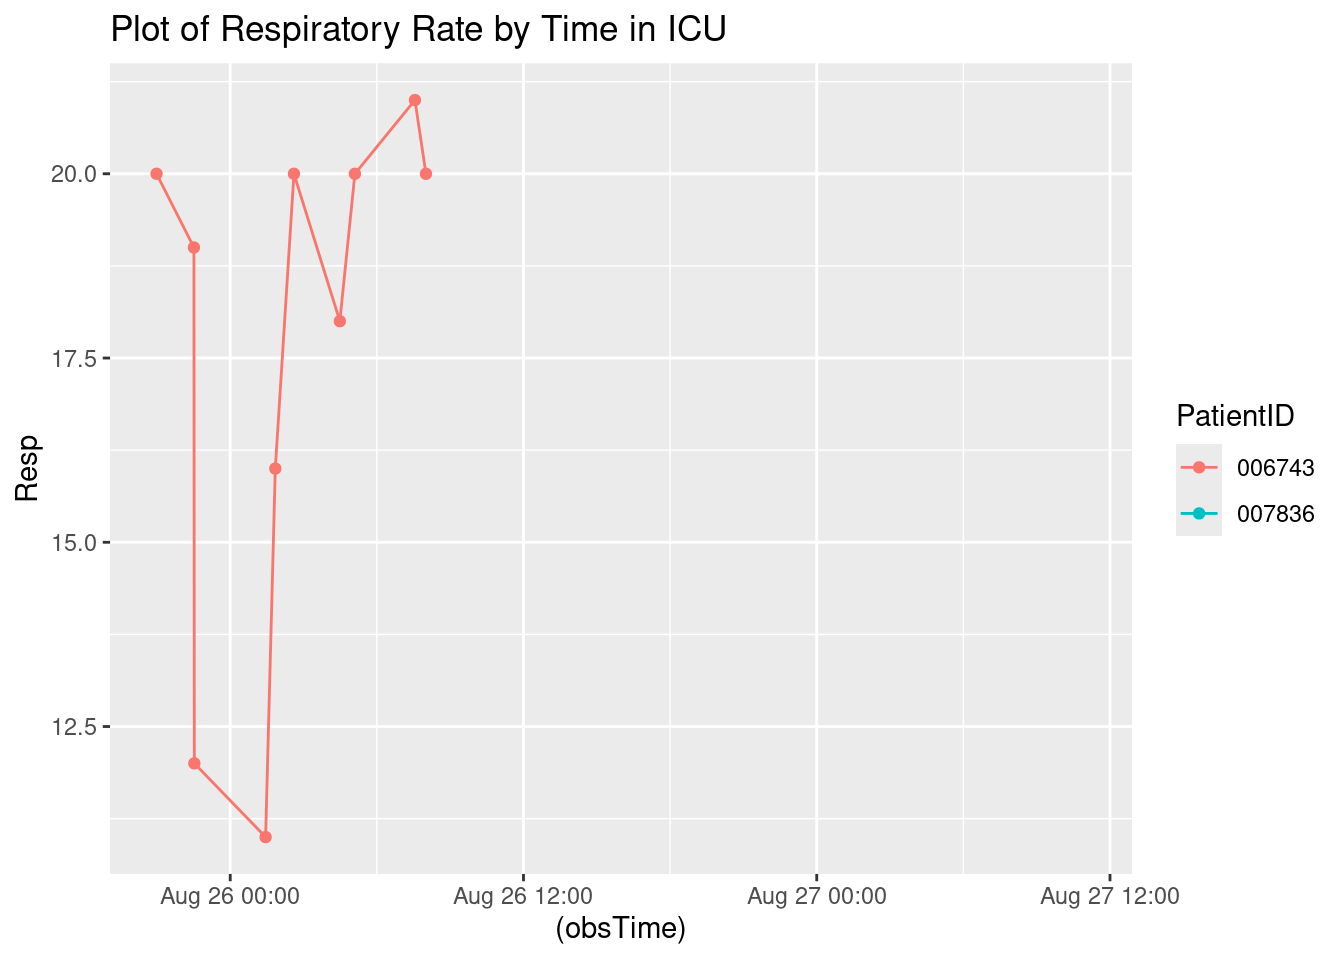 Plot of Respiratory Rate by Time in ICU
20.0
17.5
15.0
12.5
Resp
Aug 26 00:00 Aug 26 12:00 Aug 27 00:00 Aug 27 12:00
(obsTime)
PatientID
006743
007836